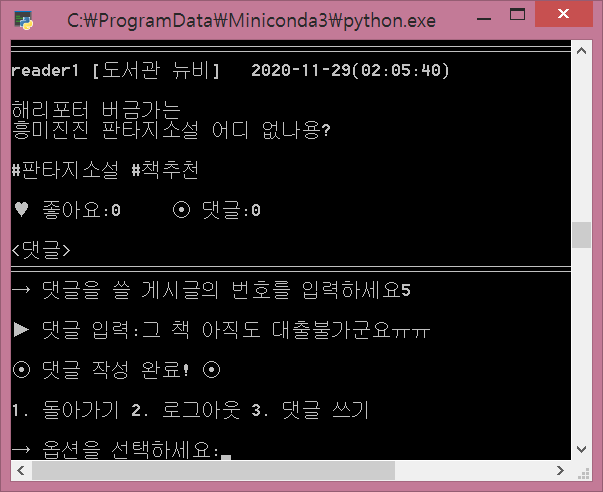 C:₩ProgramData₩Miniconda3₩python.exe
reader1 [도서관 뉴비] 2020-11-29(02:05:40)
해리포터 버금가는
흥미진진 판타지소설 어디 없나용?
#판타지소설 #책추천
♥ 좋아요:0 ⊙ 댓글:0
<댓글>
→ 댓글을 쓸 게시글의 번호를 입력하세요5
▶ 댓글 입력:그 책 아직도 대출불가군요ㅠㅠ
⊙ 댓글 작성 완료! ⊙
1. 돌아가기 2. 로그아웃 3. 댓글 쓰기
→ 옵션을 선택하세요: